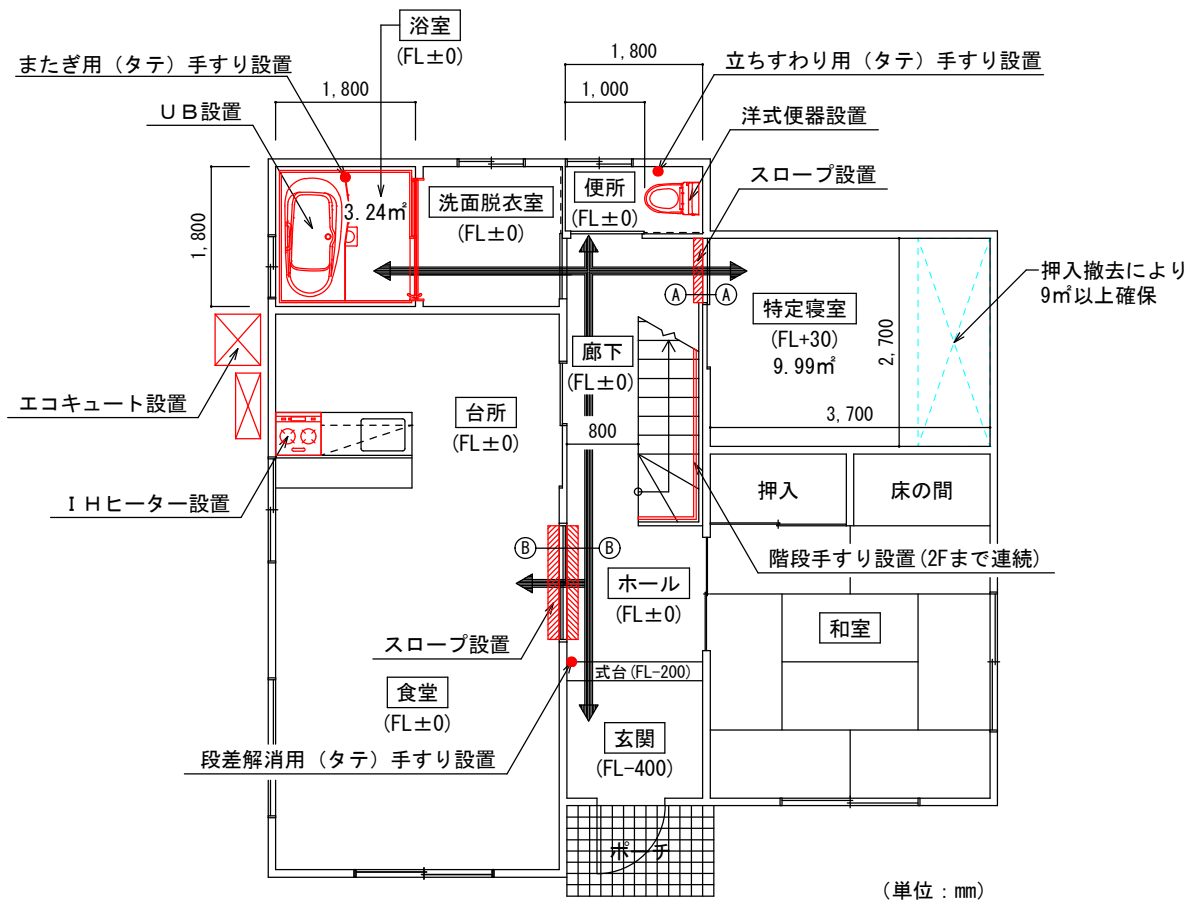 浴室
(FL±0)
またぎ用（タテ）手すり設置
1,800
立ちすわり用（タテ）手すり設置
1,800
1,000
UB設置
洋式便器設置
スロープ設置
便所
(FL±0)
洗面脱衣室
(FL±0)
3.24㎡
1,800
押入撤去により
9㎡以上確保
A
A
特定寝室
(FL+30)
9.99㎡
2,700
3,700
廊下
(FL±0)
800
エコキュート設置
台所
(FL±0)
IHヒーター設置
押入
床の間
B
B
階段手すり設置(2Fまで連続)
ホール
(FL±0)
和室
スロープ設置
式台(FL-200)
食堂
(FL±0)
玄関
(FL-400)
段差解消用（タテ）手すり設置
ポーチ
(単位：mm)